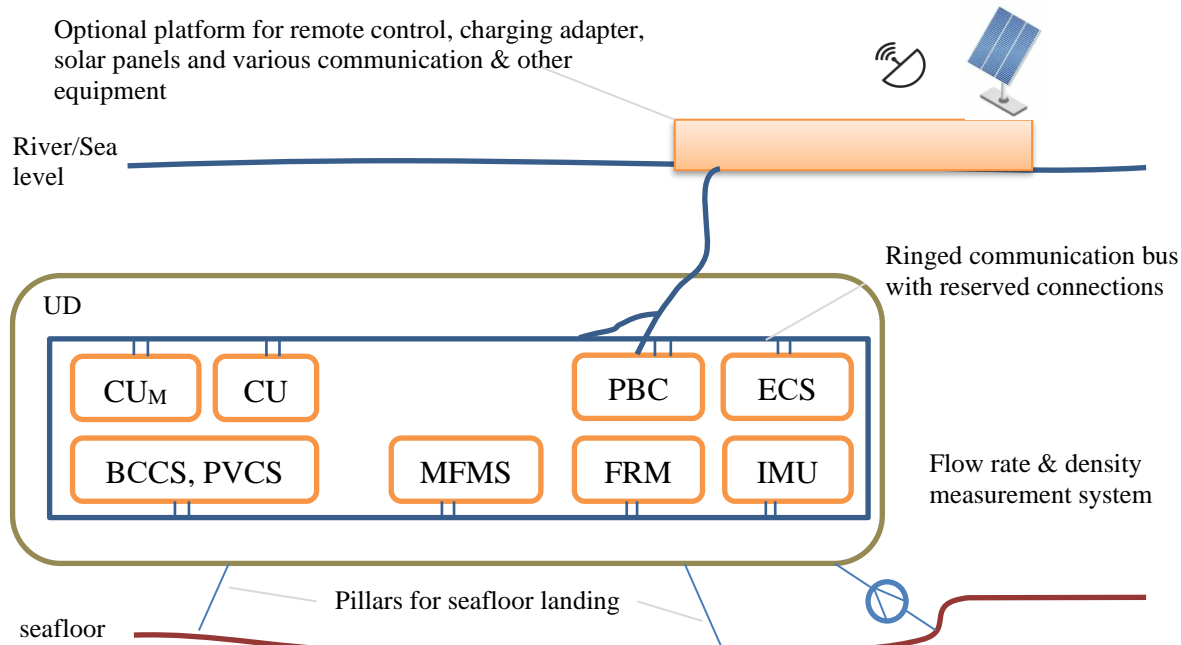 Optional platform for remote control, charging adapter,
solar panels and various communication & other
equipment
River/Sea
level
Ringed communication bus
with reserved connections
UD
CUM
CU
PBC
ECS
BCCS, PVCS
MFMS
FRM
IMU
Flow rate & density
measurement system
Pillars for seafloor landing
seafloor